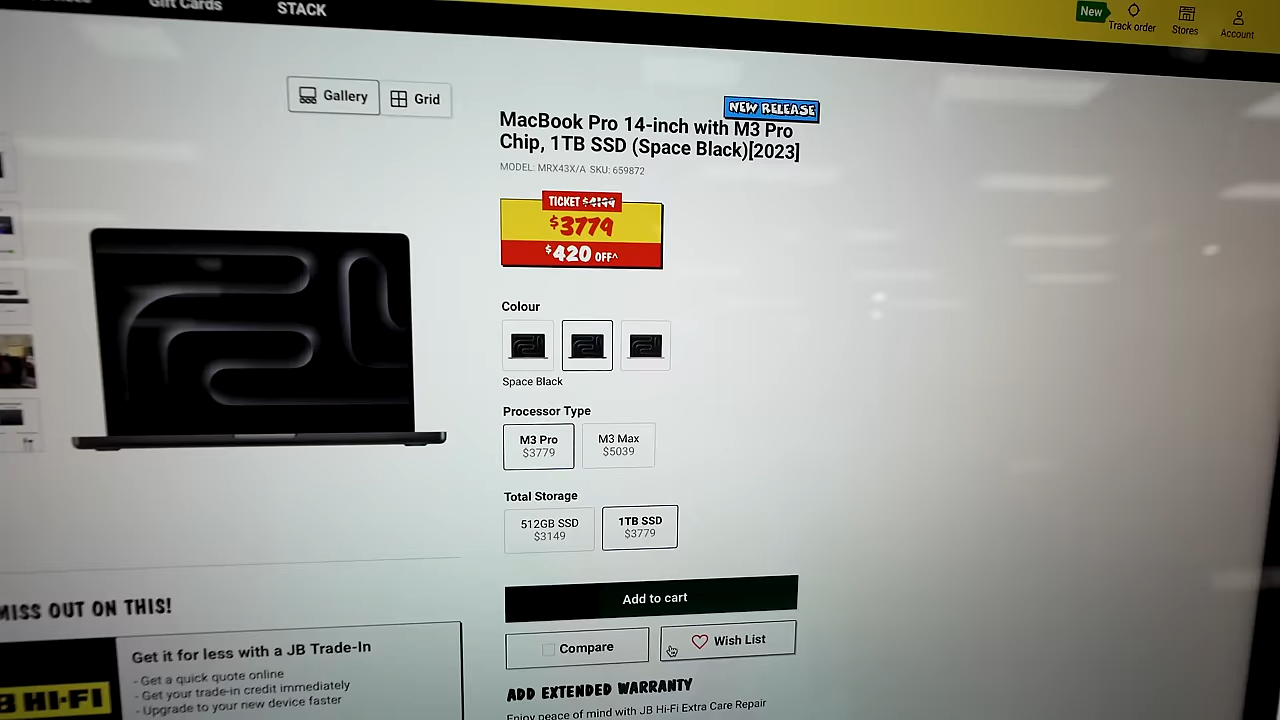 Gift Cards
STACK
New
Track order
Stores
Account
Gallery
Grid
NEW RELEASE
MacBook Pro 14-inch with M3 Pro
Chip, 1TB SSD (Space Black)[2023]
MODEL: MRX43X/A SKU: 659872
TICKET $4199
$3779
$420 OFF^
Colour
Space Black
Processor Type
M3 Pro
$3779
M3 Max
$5039
Total Storage
512GB SSD
$3149
1TB SSD
$3779
Add to cart
Compare
Wish List
MISS OUT ON THIS!
Get it for less with a JB Trade-In
- Get a quick quote online
- Get your trade-in credit immediately
- Upgrade to your new device faster
B HI-FI
ADD EXTENDED WARRANTY
Enjoy peace of mind with JB Hi-Fi Extra Care Repair